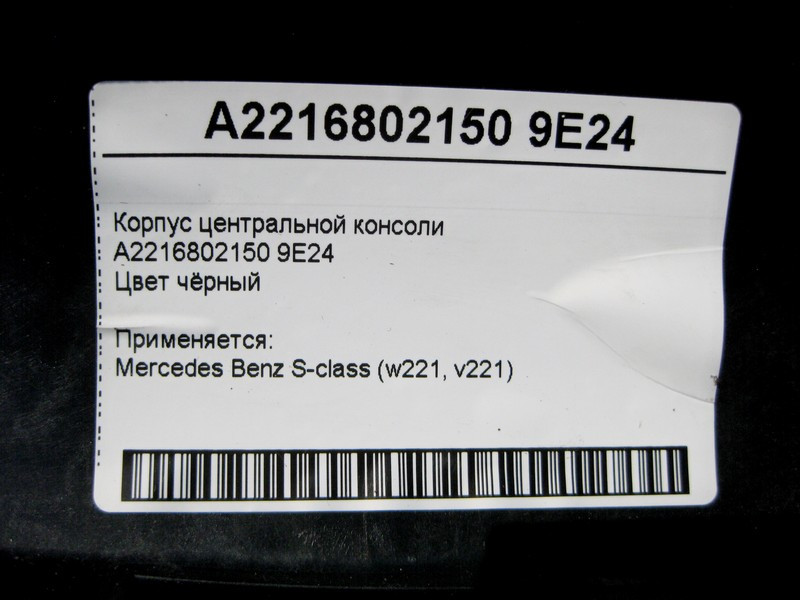 A2216802150 9E24
Корпус центральной консоли
A2216802150 9E24
Цвет чёрный
Применяется:
Mercedes Benz S-class (w221, v221)